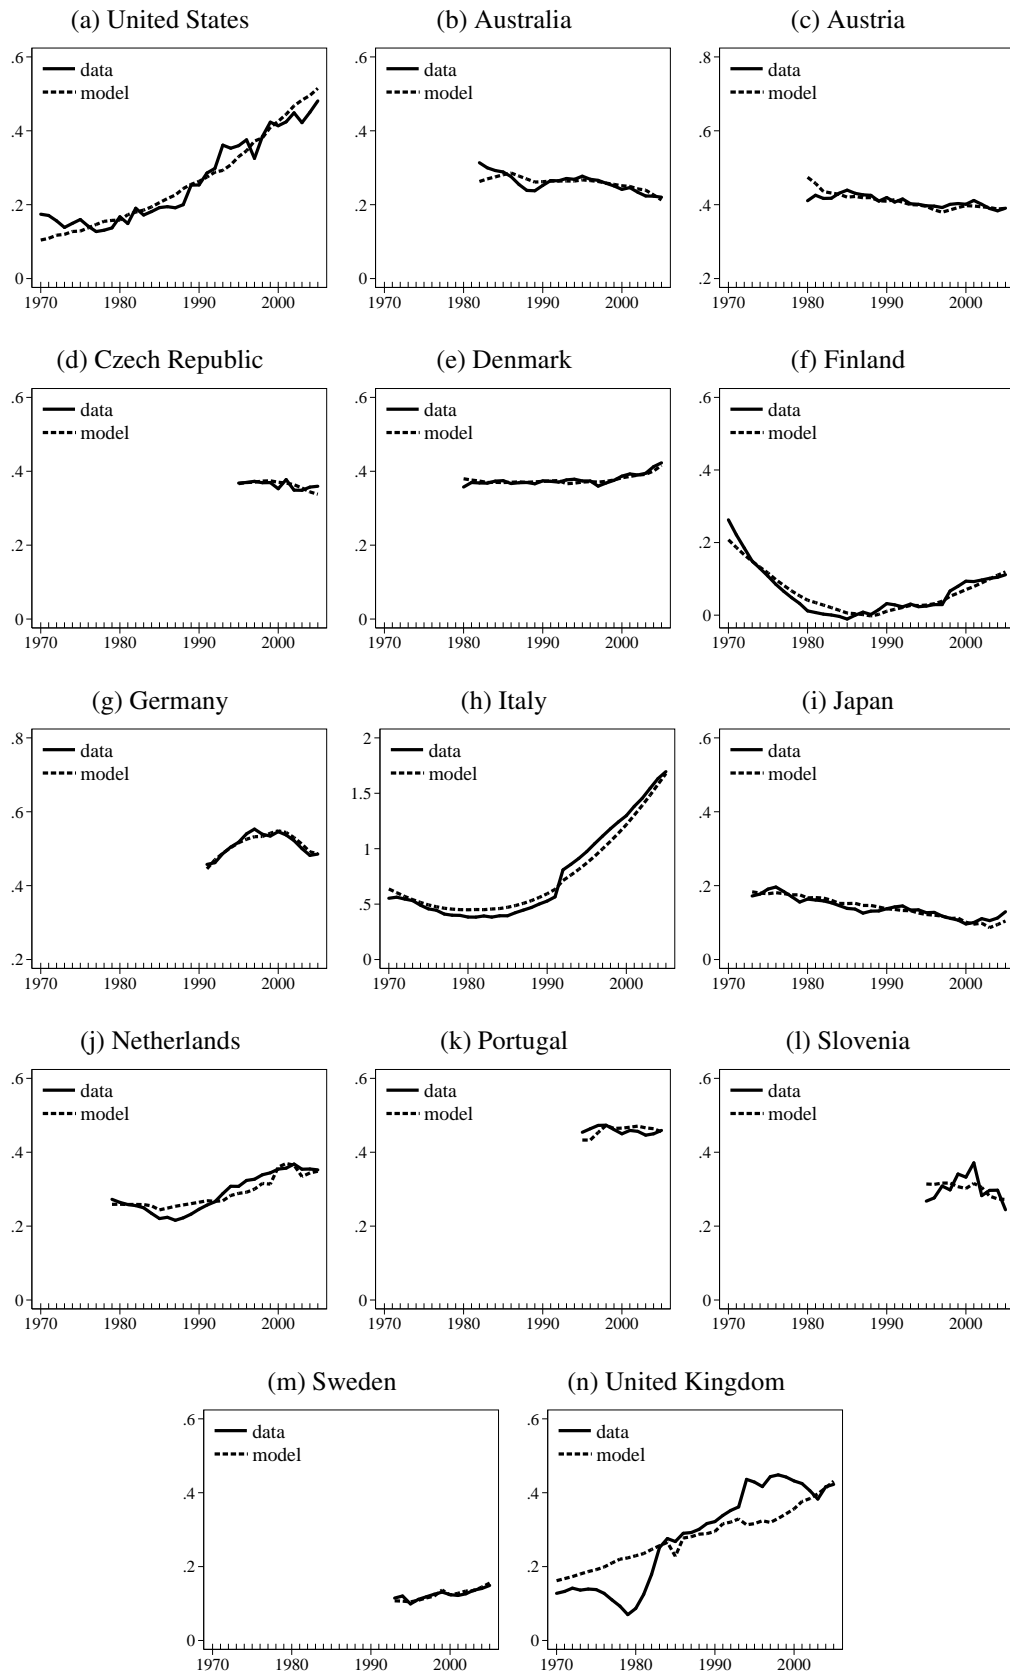 (a) United States (b) Australia (c) Austria
.6 .6 .8
data data data
model model model
.4 .4 .6
.2 .2 .4
0 0 .2
1970 1980 1990 2000 1970 1980 1990 2000 1970 1980 1990 2000
(d) Czech Republic (e) Denmark (f) Finland
.6 .6 .6
data data data
model model model
.4 .4 .4
.2 .2 .2
0 0 0
1970 1980 1990 2000 1970 1980 1990 2000 1970 1980 1990 2000
(g) Germany (h) Italy (i) Japan
.8 2 .6
data data data
model model model
.6 1.5 .4
1
.4 .5 .2
.2 0 0
1970 1980 1990 2000 1970 1980 1990 2000 1970 1980 1990 2000
(j) Netherlands (k) Portugal (l) Slovenia
.6 .6 .6
data data data
model model model
.4 .4 .4
.2 .2 .2
0 0 0
1970 1980 1990 2000 1970 1980 1990 2000 1970 1980 1990 2000
(m) Sweden (n) United Kingdom
.6 .6
data data
model model
.4 .4
.2 .2
0 0
1970 1980 1990 2000 1970 1980 1990 2000